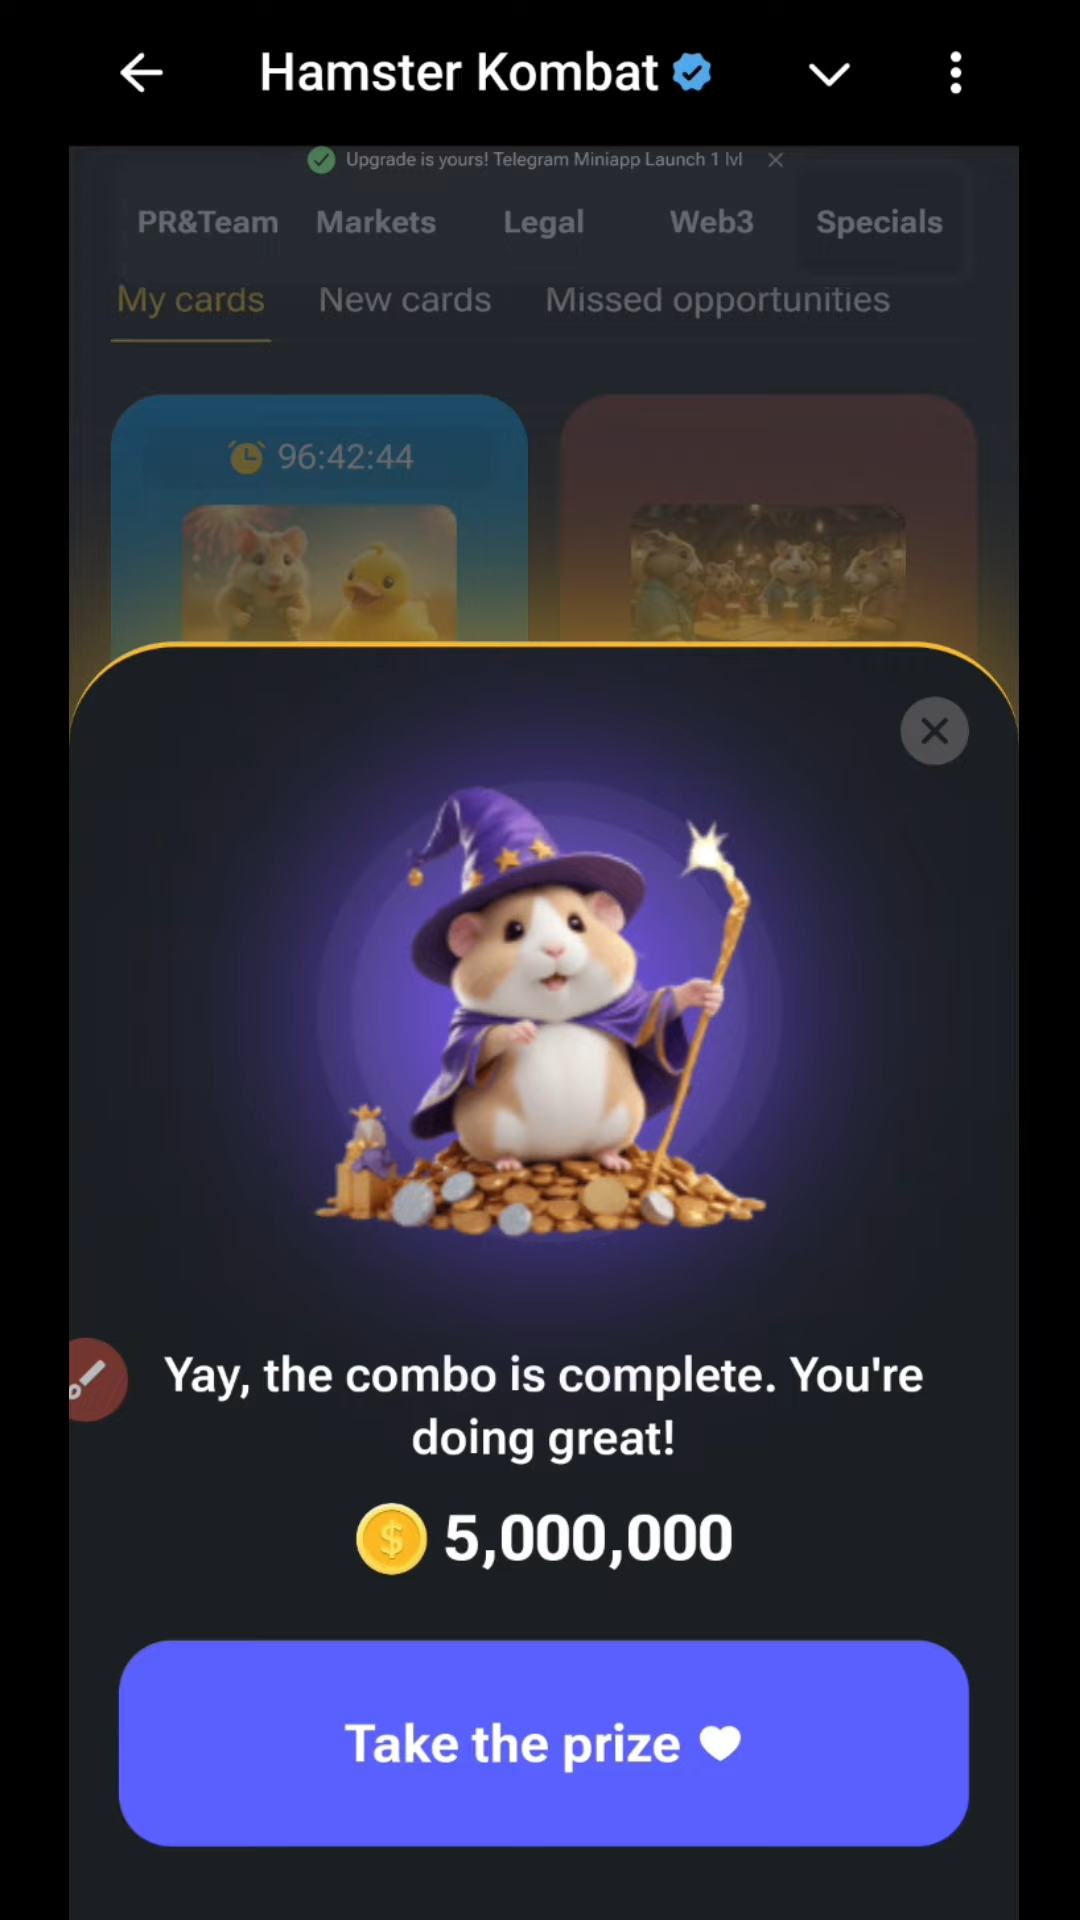 Hamster Kombat
Upgrade is yours! Telegram Miniapp Launch 1 lvl
PR&Team Markets Legal Web3 Specials
My cards New cards Missed opportunities
96:42:44
Yay, the combo is complete. You're
doing great!
5,000,000
Take the prize